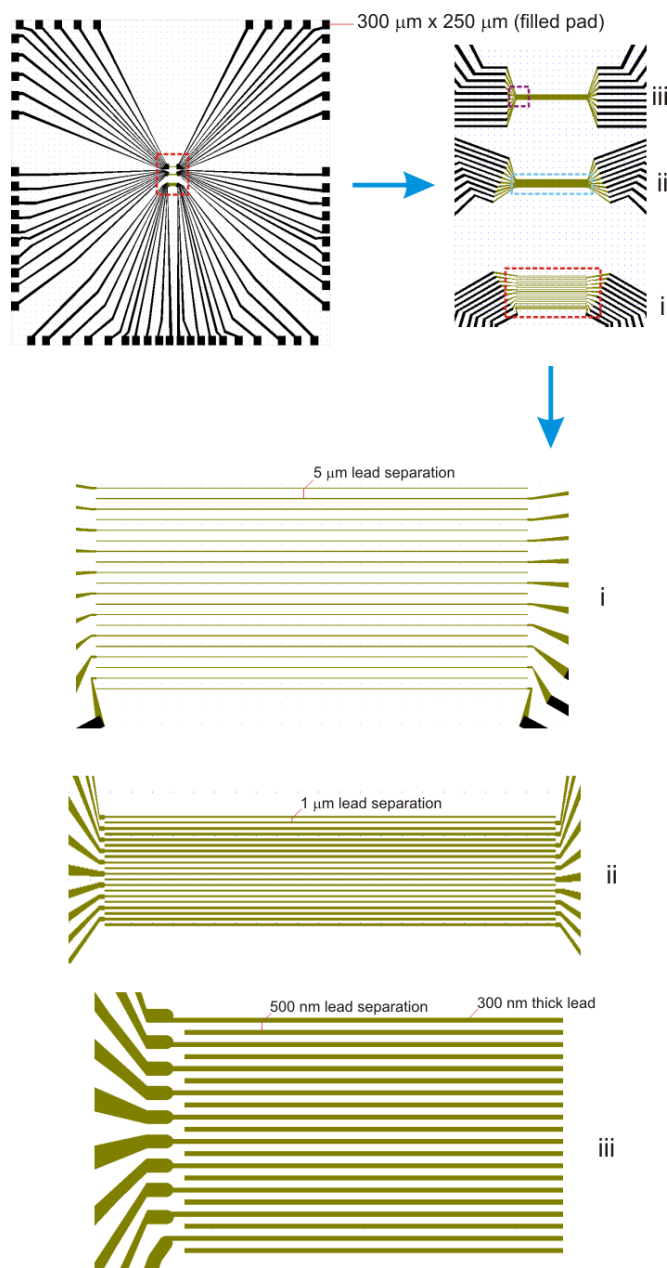 300 μm x 250 μm (filled pad)
iii
ii
i
5 μm lead separation
i
1 μm lead separation
ii
500 nm lead separation
300 nm thick lead
iii